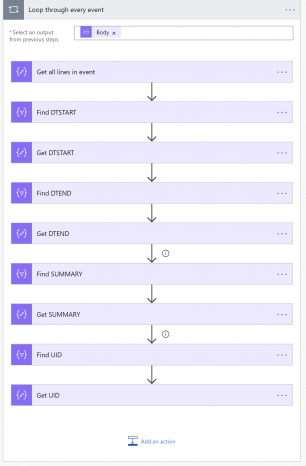 Loop through every event
* Select an output
from previous steps
Body x
Get all lines in event
Find DTSTART
Get DTSTART
Find DTEND
Get DTEND
Find SUMMARY
Get SUMMARY
Find UID
Get UID
Add an action